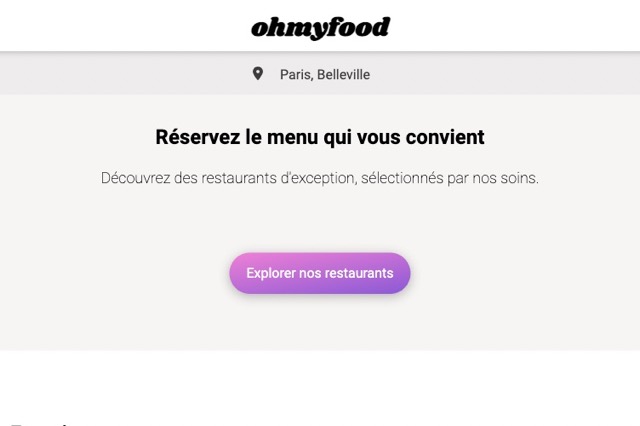 ohmyfood
Paris, Belleville
Réservez le menu qui vous convient
Découvrez des restaurants d'exception, sélectionnés par nos soins.
Explorer nos restaurants